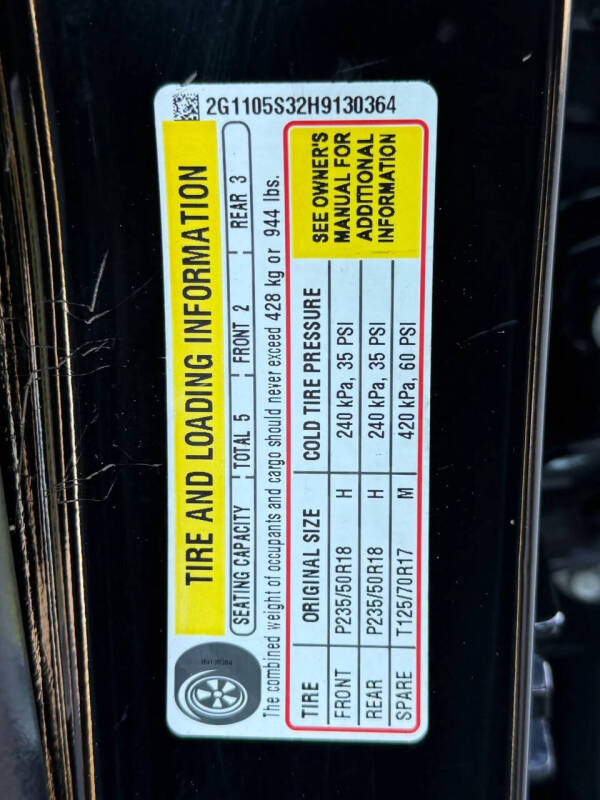 2G1105S32H9130364
TIRE AND LOADING INFORMATION
SEATING CAPACITY TOTAL 5 FRONT 2 REAR 3
The combined weight of occupants and cargo should never exceed 428 kg or 944 lbs.
TIRE ORIGINAL SIZE COLD TIRE PRESSURE
FRONT P235/50R18 H 240 kPa, 35 PSI
REAR P235/50R18 H 240 kPa, 35 PSI
SPARE T125/70R17 M 420 kPa, 60 PSI
SEE OWNER'S
MANUAL FOR
ADDITIONAL
INFORMATION